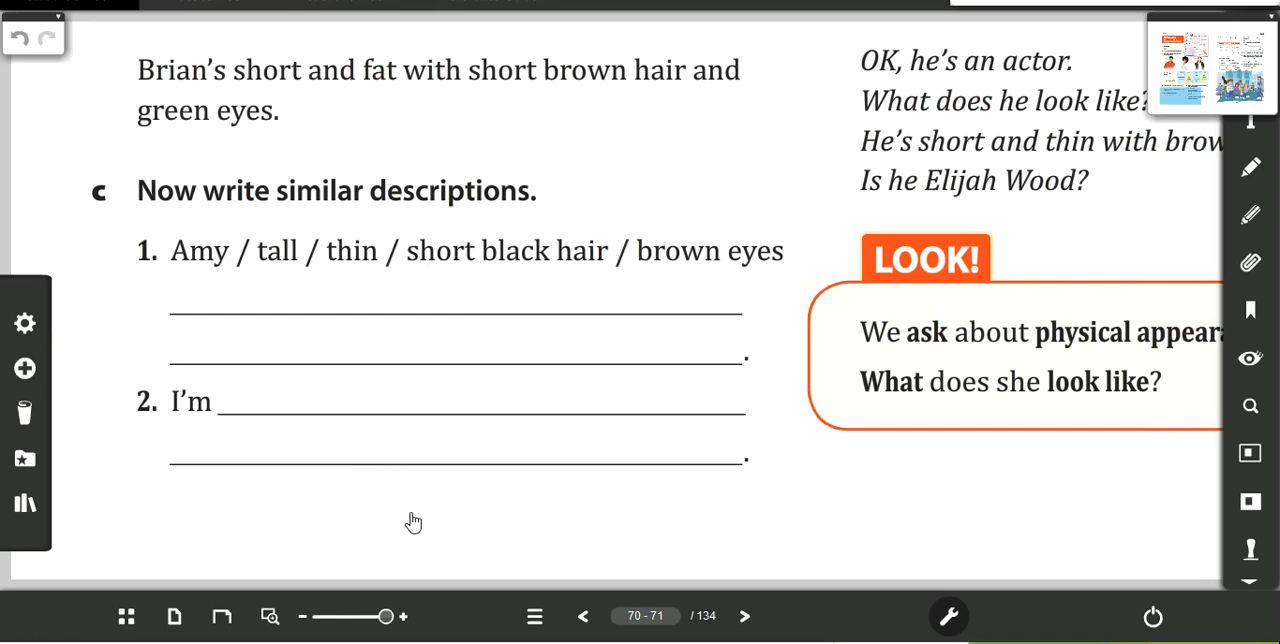 Brian's short and fat with short brown hair and
green eyes.
c Now write similar descriptions.
1. Amy / tall / thin / short black hair / brown eyes
.
2. I'm
.
OK, he's an actor.
What does he look like?
He's short and thin with brow
Is he Elijah Wood?
LOOK!
We ask about physical appear
What does she look like?
70 - 71 / 134